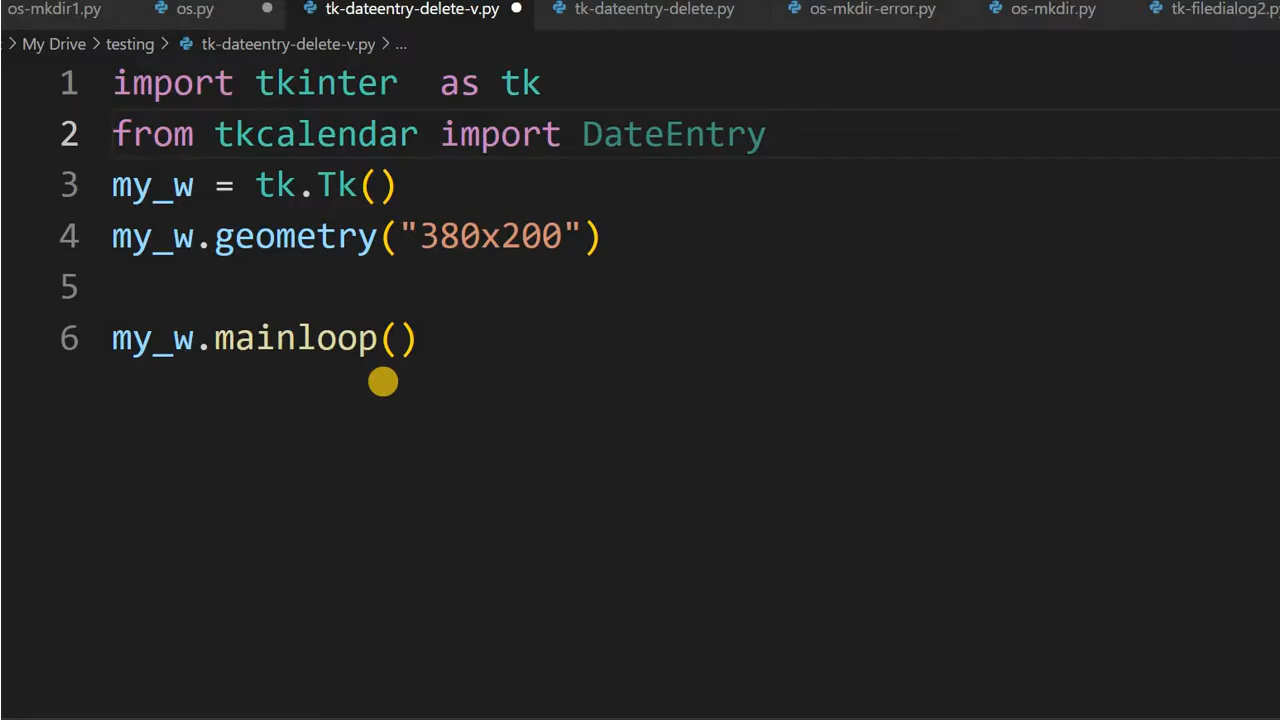 os-mkdir1.py os.py tk-dateentry-delete-v.py tk-dateentry-delete.py os-mkdir-error.py os-mkdir.py tk-filedialog2.py
> My Drive > testing > tk-dateentry-delete-v.py > ...
1 import tkinter  as tk
2 from tkcalendar import DateEntry
3 my_w = tk.Tk()
4 my_w.geometry("380x200")
5
6 my_w.mainloop()